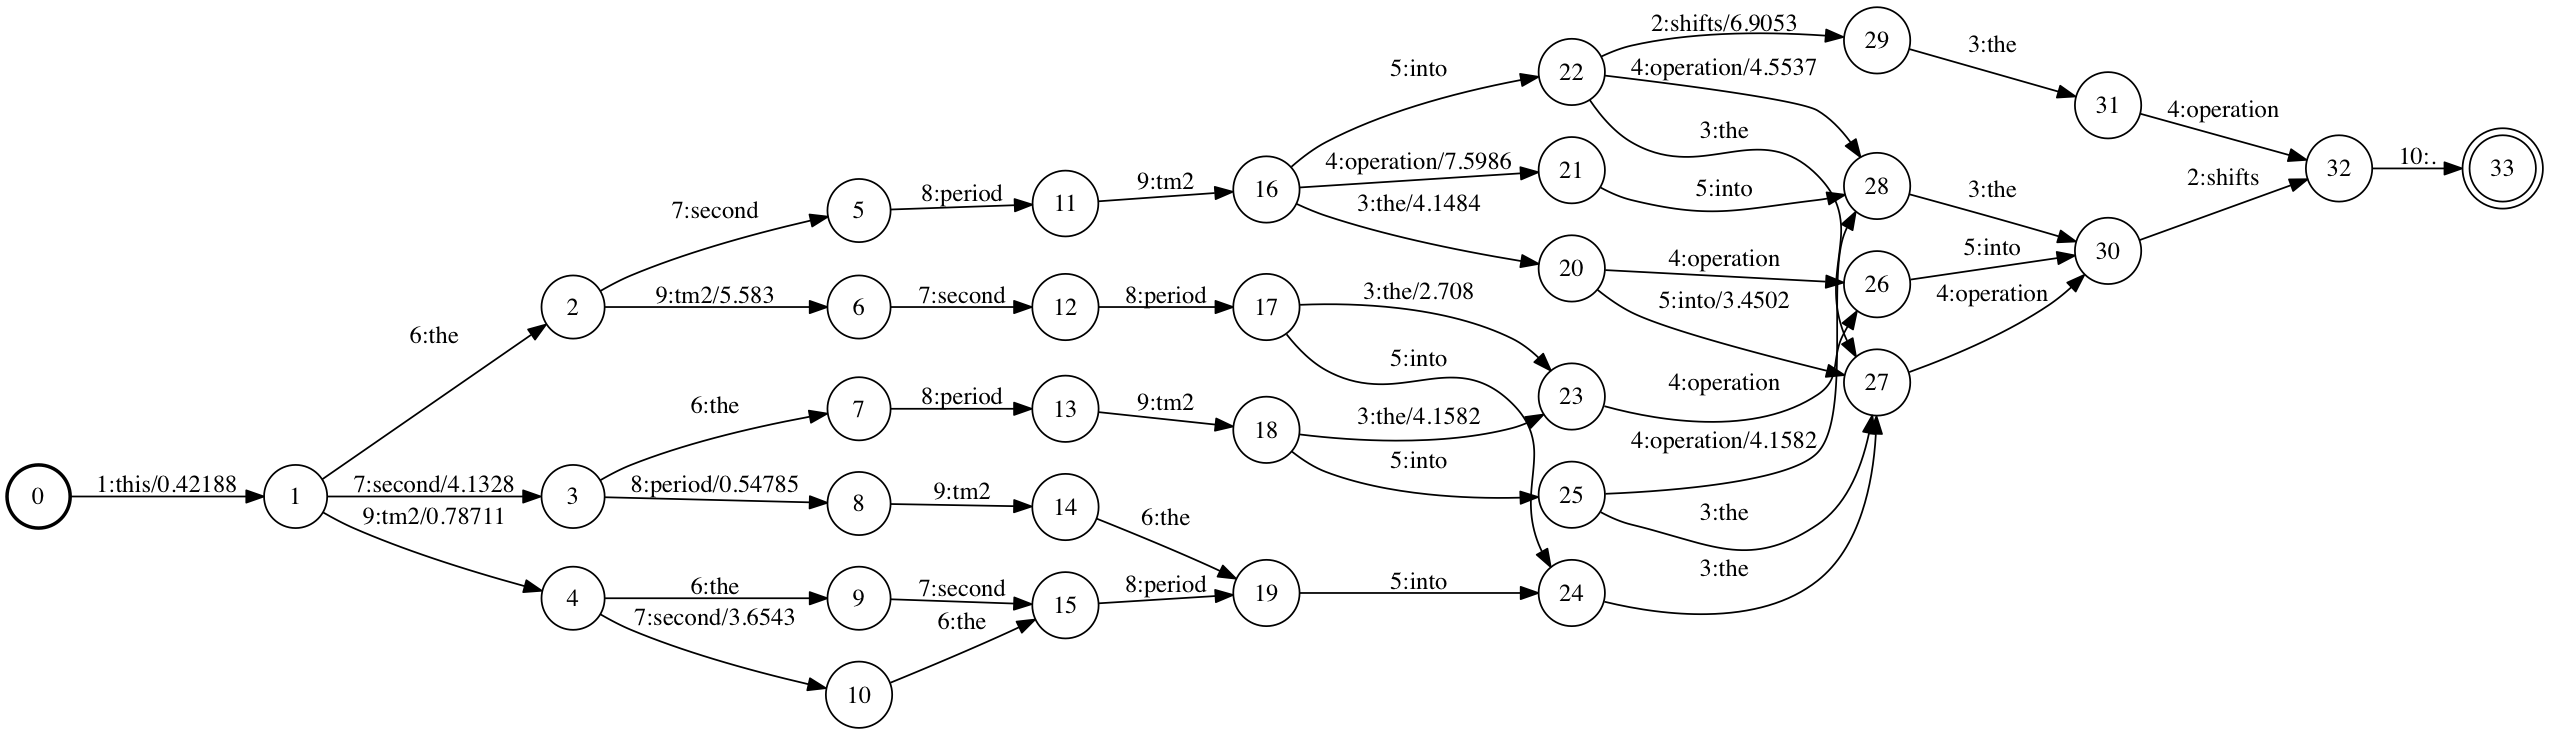 0
1:this/0.42188
1
6:the
7:second/4.1328
9:tm2/0.78711
2
3
4
7:second
9:tm2/5.583
6:the
8:period/0.54785
6:the
7:second/3.6543
5
6
7
8
9
10
8:period
7:second
8:period
9:tm2
7:second
6:the
11
12
13
14
15
9:tm2
8:period
9:tm2
6:the
8:period
16
17
18
19
5:into
4:operation/7.5986
3:the/4.1484
3:the/2.708
5:into
3:the/4.1582
5:into
5:into
22
21
20
23
25
24
2:shifts/6.9053
4:operation/4.5537
3:the
5:into
4:operation
5:into/3.4502
4:operation
4:operation/4.1582
3:the
3:the
29
28
26
27
3:the
3:the
5:into
4:operation
31
30
4:operation
2:shifts
32
10:.
33